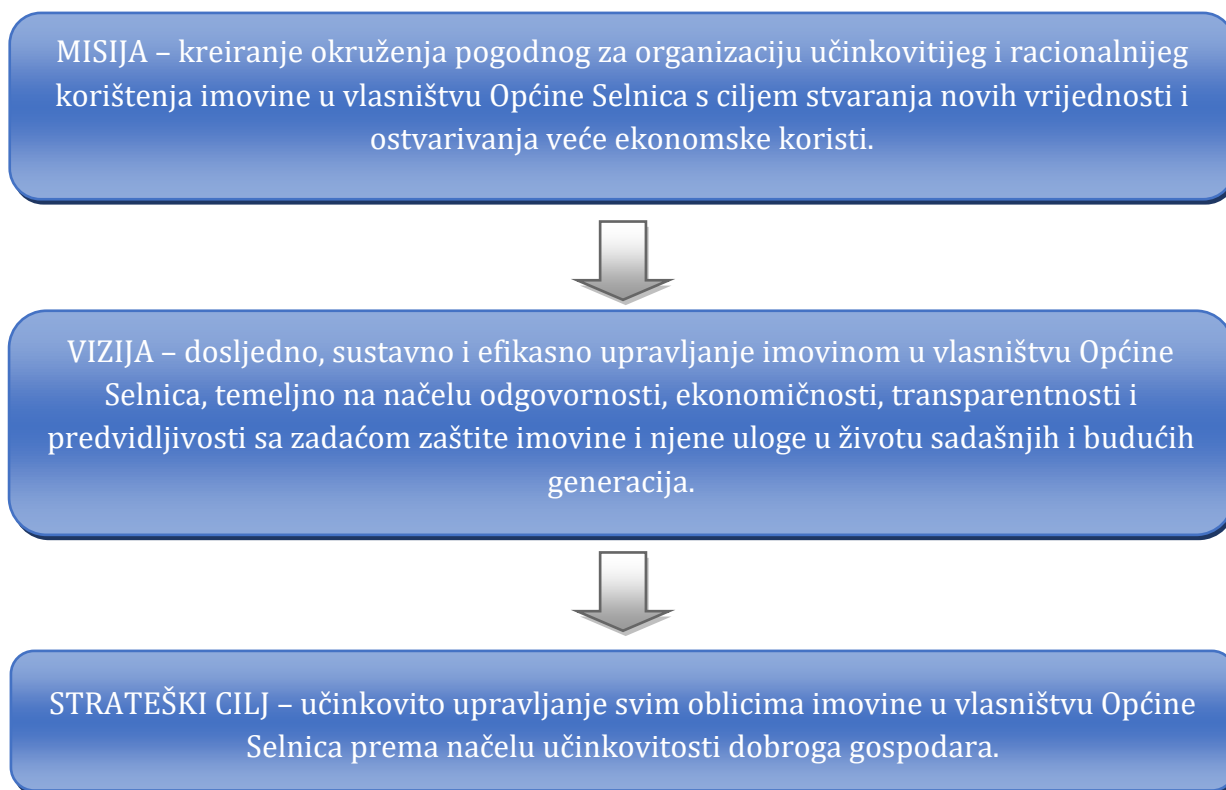 MISIJA – kreiranje okruženja pogodnog za organizaciju učinkovitijeg i racionalnijeg
korištenja imovine u vlasništvu Općine Selnica s ciljem stvaranja novih vrijednosti i
ostvarivanja veće ekonomske koristi.
VIZIJA – dosljedno, sustavno i efikasno upravljanje imovinom u vlasništvu Općine
Selnica, temeljno na načelu odgovornosti, ekonomičnosti, transparentnosti i
predvidljivosti sa zadaćom zaštite imovine i njene uloge u životu sadašnjih i budućih
generacija.
STRATEŠKI CILJ – učinkovito upravljanje svim oblicima imovine u vlasništvu Općine
Selnica prema načelu učinkovitosti dobroga gospodara.